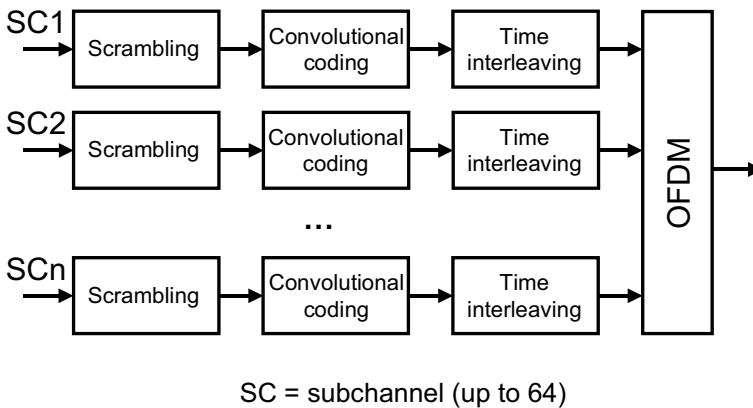 SC1
Scrambling
Convolutional
coding
Time
interleaving
SC2
Scrambling
Convolutional
coding
Time
interleaving
...
SCn
Scrambling
Convolutional
coding
Time
interleaving
OFDM
SC = subchannel (up to 64)